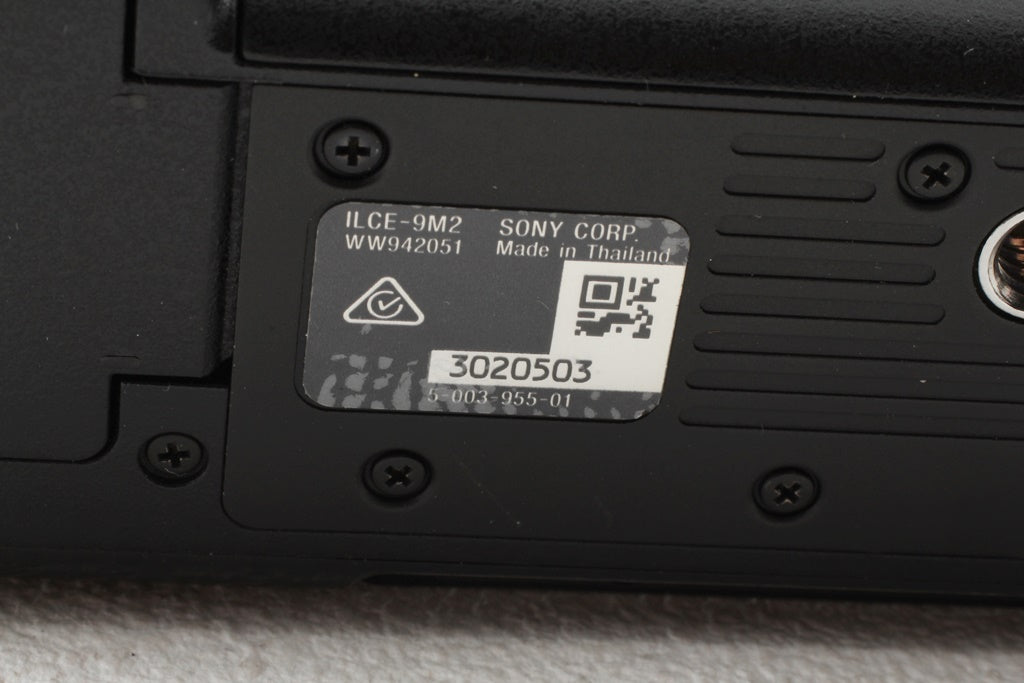 ILCE-9M2 SONY CORP.
WW942051 Made in Thailand
3020503
5-003-955-01